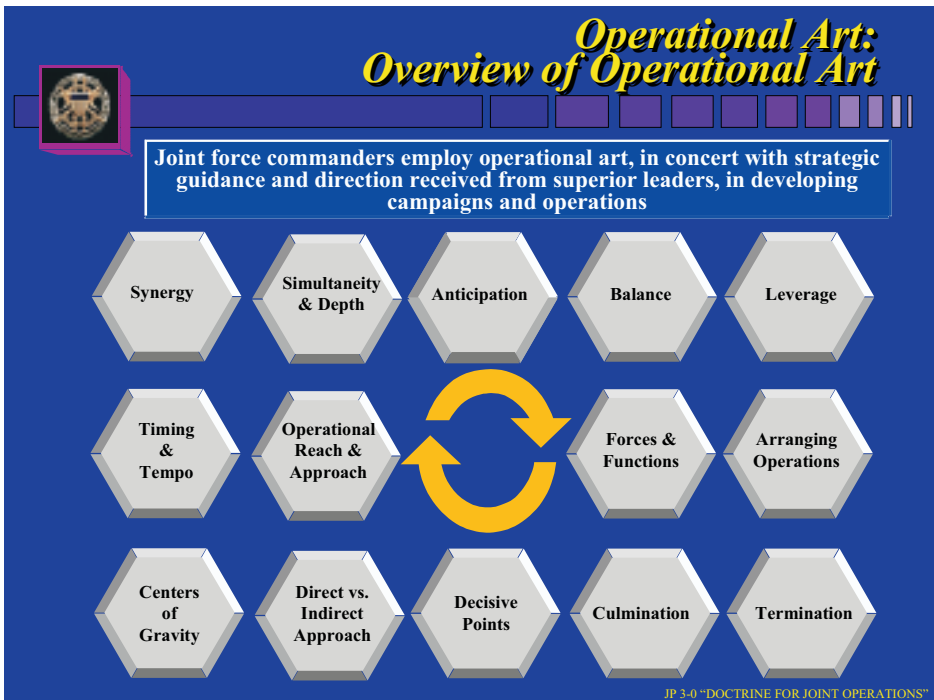 Operational Art:
Overview of Operational Art
Joint force commanders employ operational art, in concert with strategic
guidance and direction received from superior leaders, in developing
campaigns and operations
Synergy
Simultaneity
& Depth
Anticipation
Balance
Leverage
Timing
&
Tempo
Operational
Reach &
Approach
Forces &
Functions
Arranging
Operations
Centers
of
Gravity
Direct vs.
Indirect
Approach
Decisive
Points
Culmination
Termination
JP 3-0 “DOCTRINE FOR JOINT OPERATIONS”